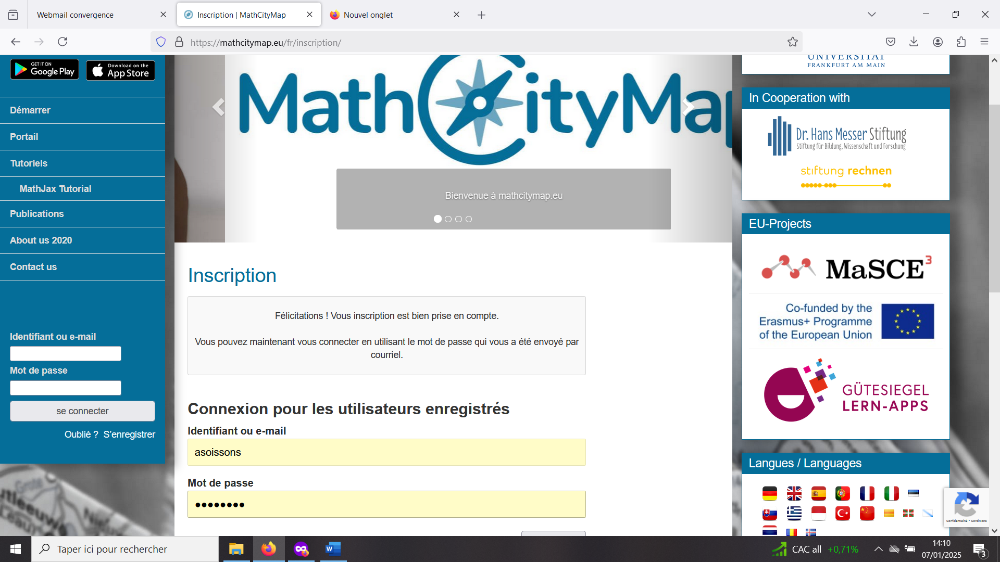 Webmail convergence
Inscription | MathCityMap
Nouvel onglet
https://mathcitymap.eu/fr/inscription/
GET IT ON
Google Play
Download on the
App Store
Démarrer
Portail
Tutoriels
MathJax Tutorial
Publications
About us 2020
Contact us
Identifiant ou e-mail
Mot de passe
se connecter
Oublié ? S'enregistrer
MathCityMap
Bienvenue à mathcitymap.eu
Inscription
Félicitations ! Vous inscription est bien prise en compte.
Vous pouvez maintenant vous connecter en utilisant le mot de passe qui vous a été envoyé par
courriel.
Connexion pour les utilisateurs enregistrés
Identifiant ou e-mail
asoissons
Mot de passe
••••••••
UNIVERSITÄT
FRANKFURT AM MAIN
In Cooperation with
Dr. Hans Messer Stiftung
Stiftung für Bildung, Wissenschaft und Forschung
stiftung rechnen
EU-Projects
MaSCE3
Co-funded by the
Erasmus+ Programme
of the European Union
GÜTESIEGEL
LERN-APPS
Langues / Languages
Confidentialité - Conditions
Taper ici pour rechercher
CAC all +0,71%
14:10
07/01/2025
3